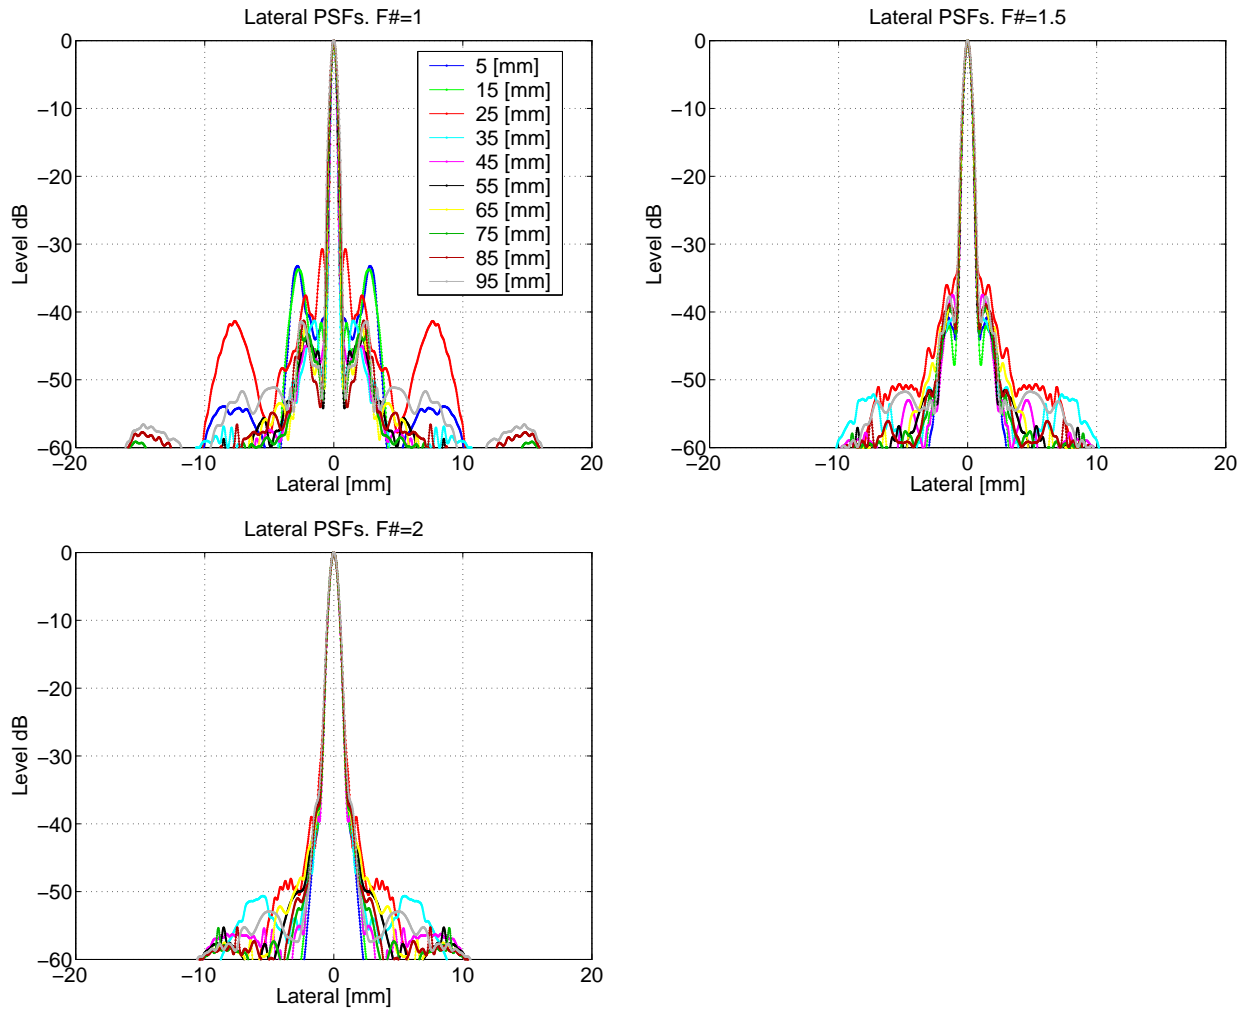 Lateral PSFs. F#=1
0
−10
−20
−30
−40
−50
−60
Level dB
−20
−10
0
10
20
Lateral [mm]
5 [mm]
15 [mm]
25 [mm]
35 [mm]
45 [mm]
55 [mm]
65 [mm]
75 [mm]
85 [mm]
95 [mm]
Lateral PSFs. F#=1.5
0
−10
−20
−30
−40
−50
−60
Level dB
−20
−10
0
10
20
Lateral [mm]
Lateral PSFs. F#=2
0
−10
−20
−30
−40
−50
−60
Level dB
−20
−10
0
10
20
Lateral [mm]